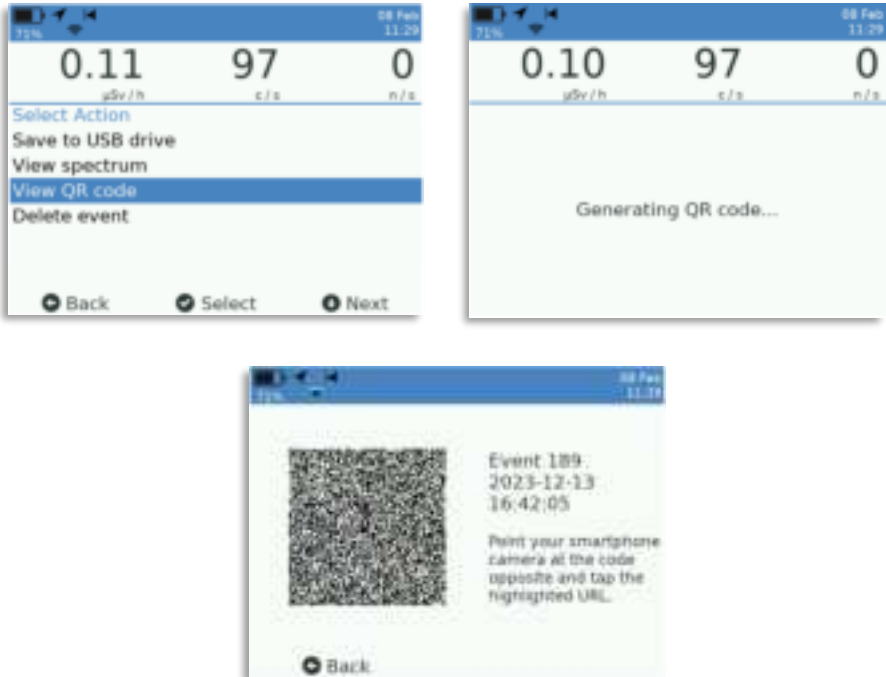 08 Feb
71% 11:29
0.11 97 0
µSv/h c/s n/s
Select Action
Save to USB drive
View spectrum
View QR code
Delete event
Back Select Next
08 Feb
71% 11:29
0.10 97 0
µSv/h c/s n/s
Generating QR code...
08 Feb
71% 11:29
Event 189
2023-12-13
16:42:05
Point your smartphone
camera at the code
opposite and tap the
highlighted URL.
Back